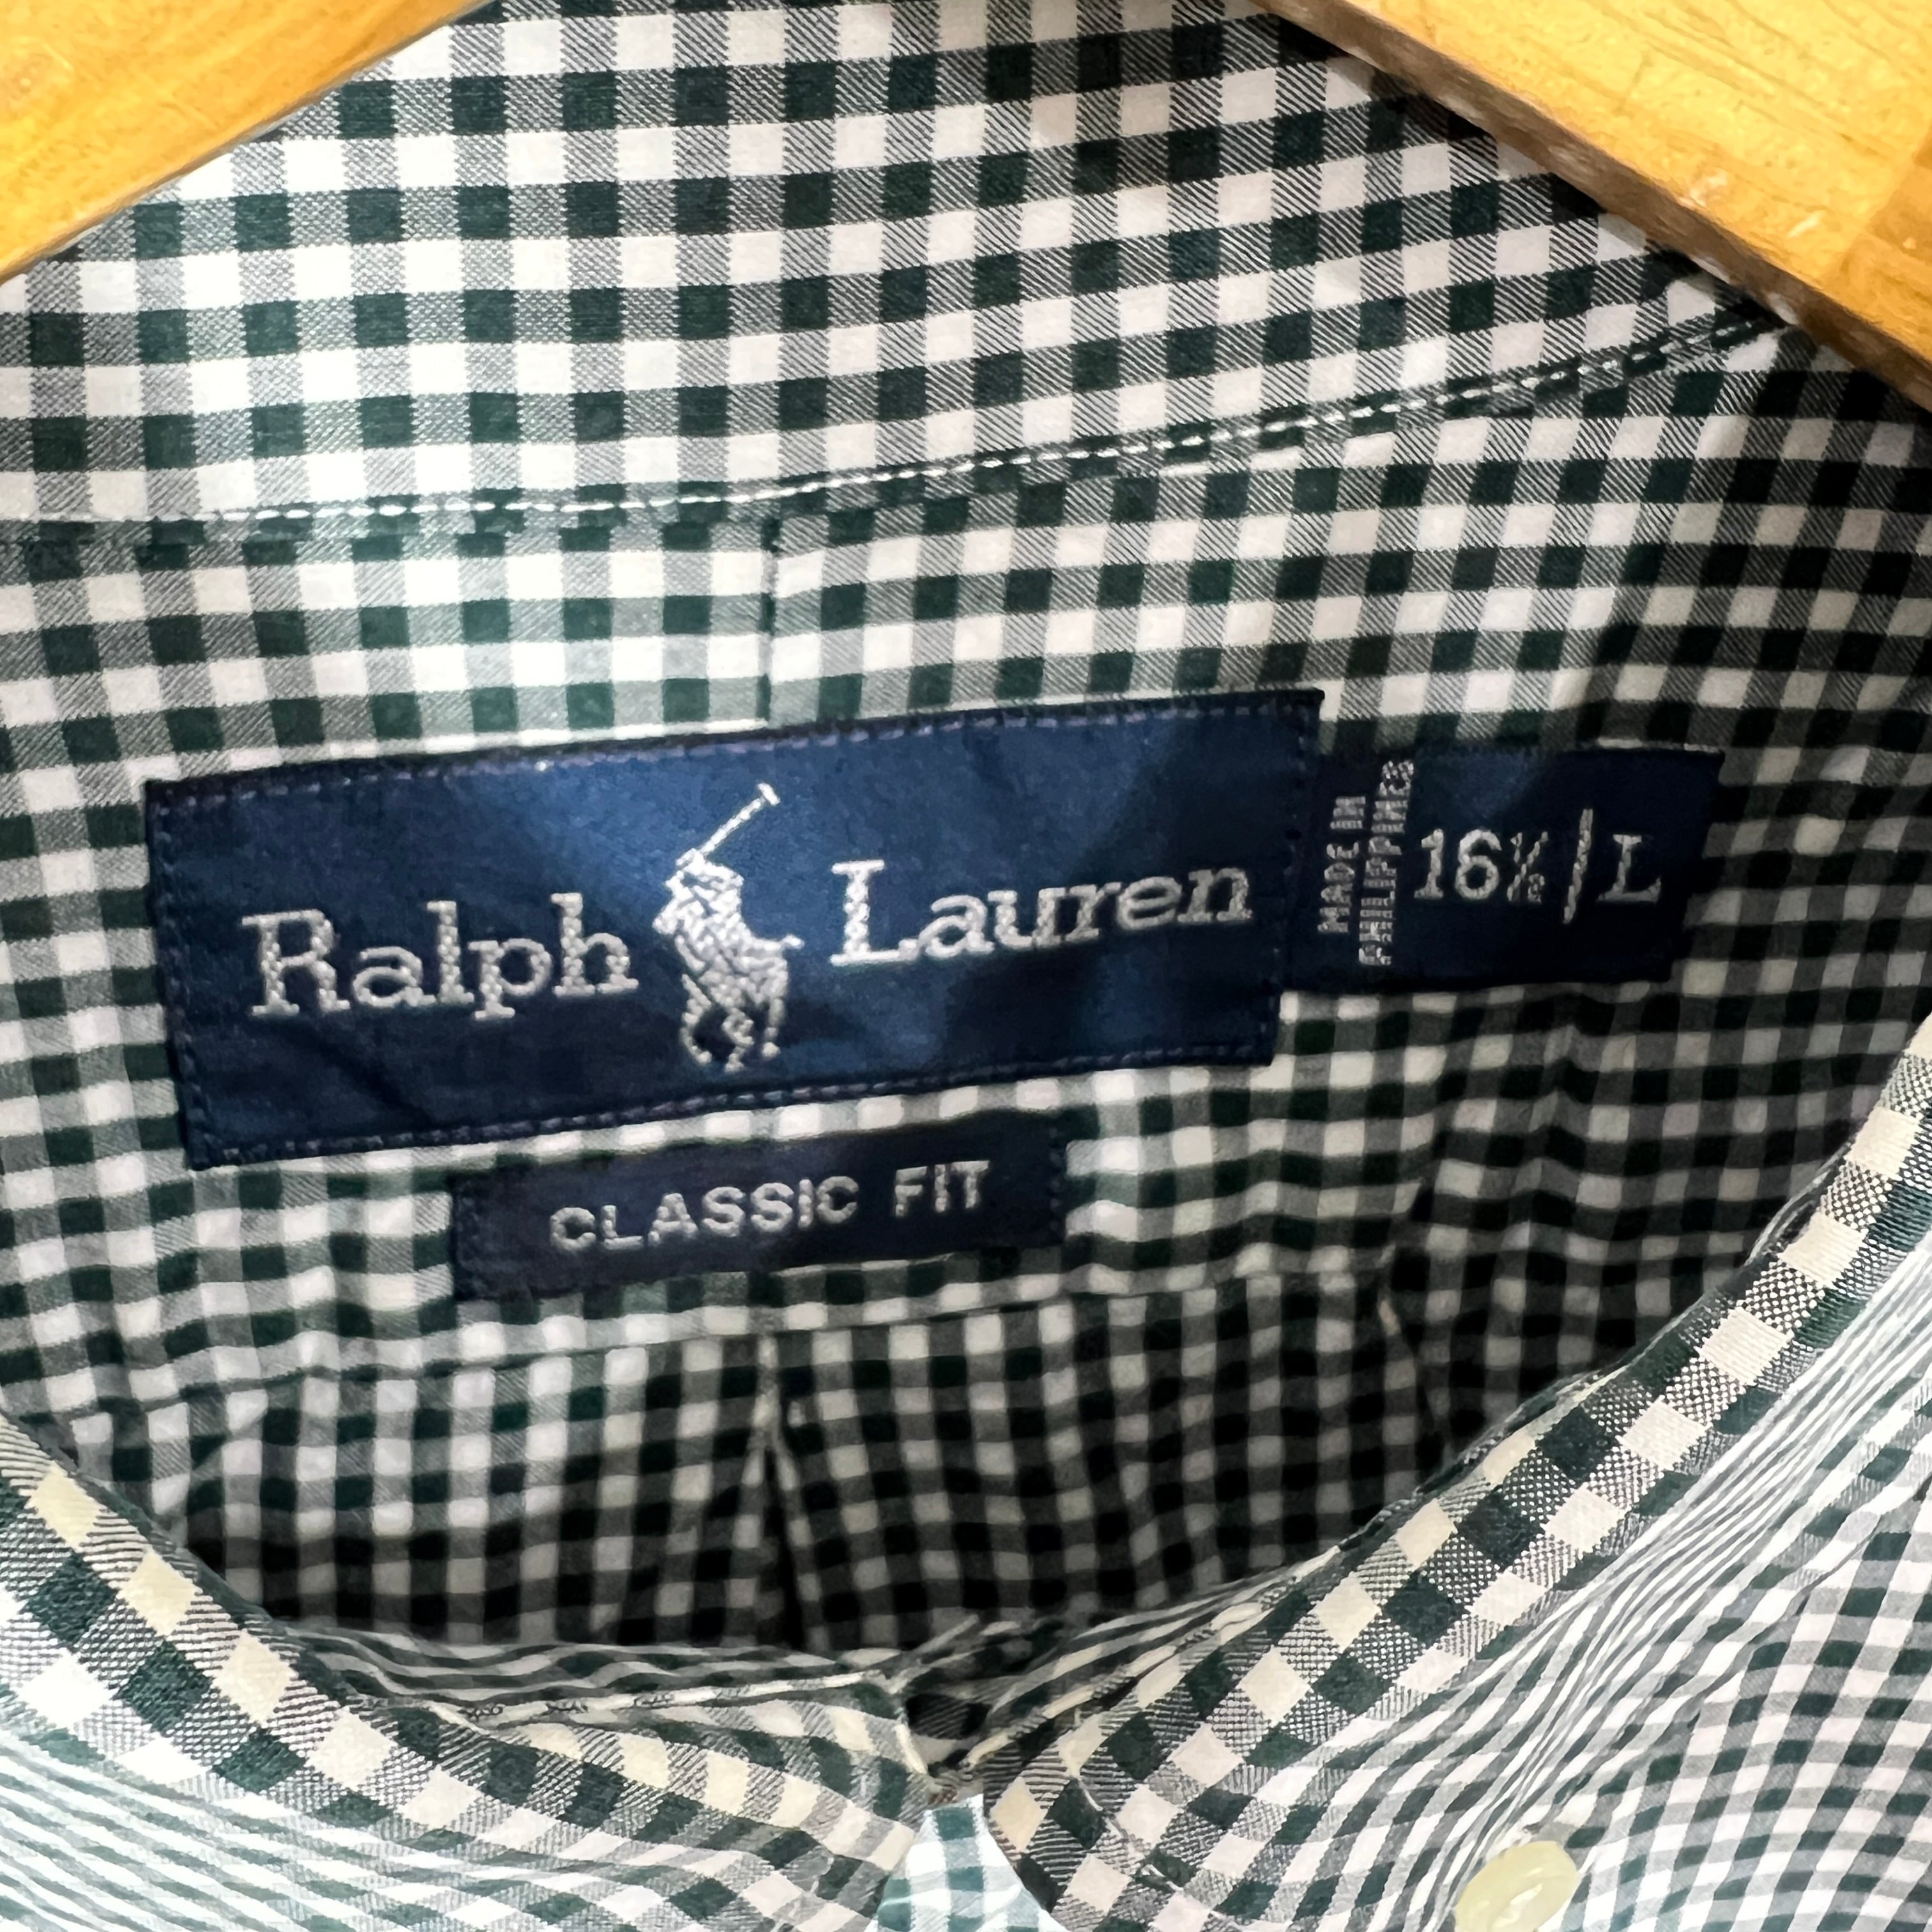 Ralph Lauren
MADE IN
PHILIPPINES
16½ | L
CLASSIC FIT